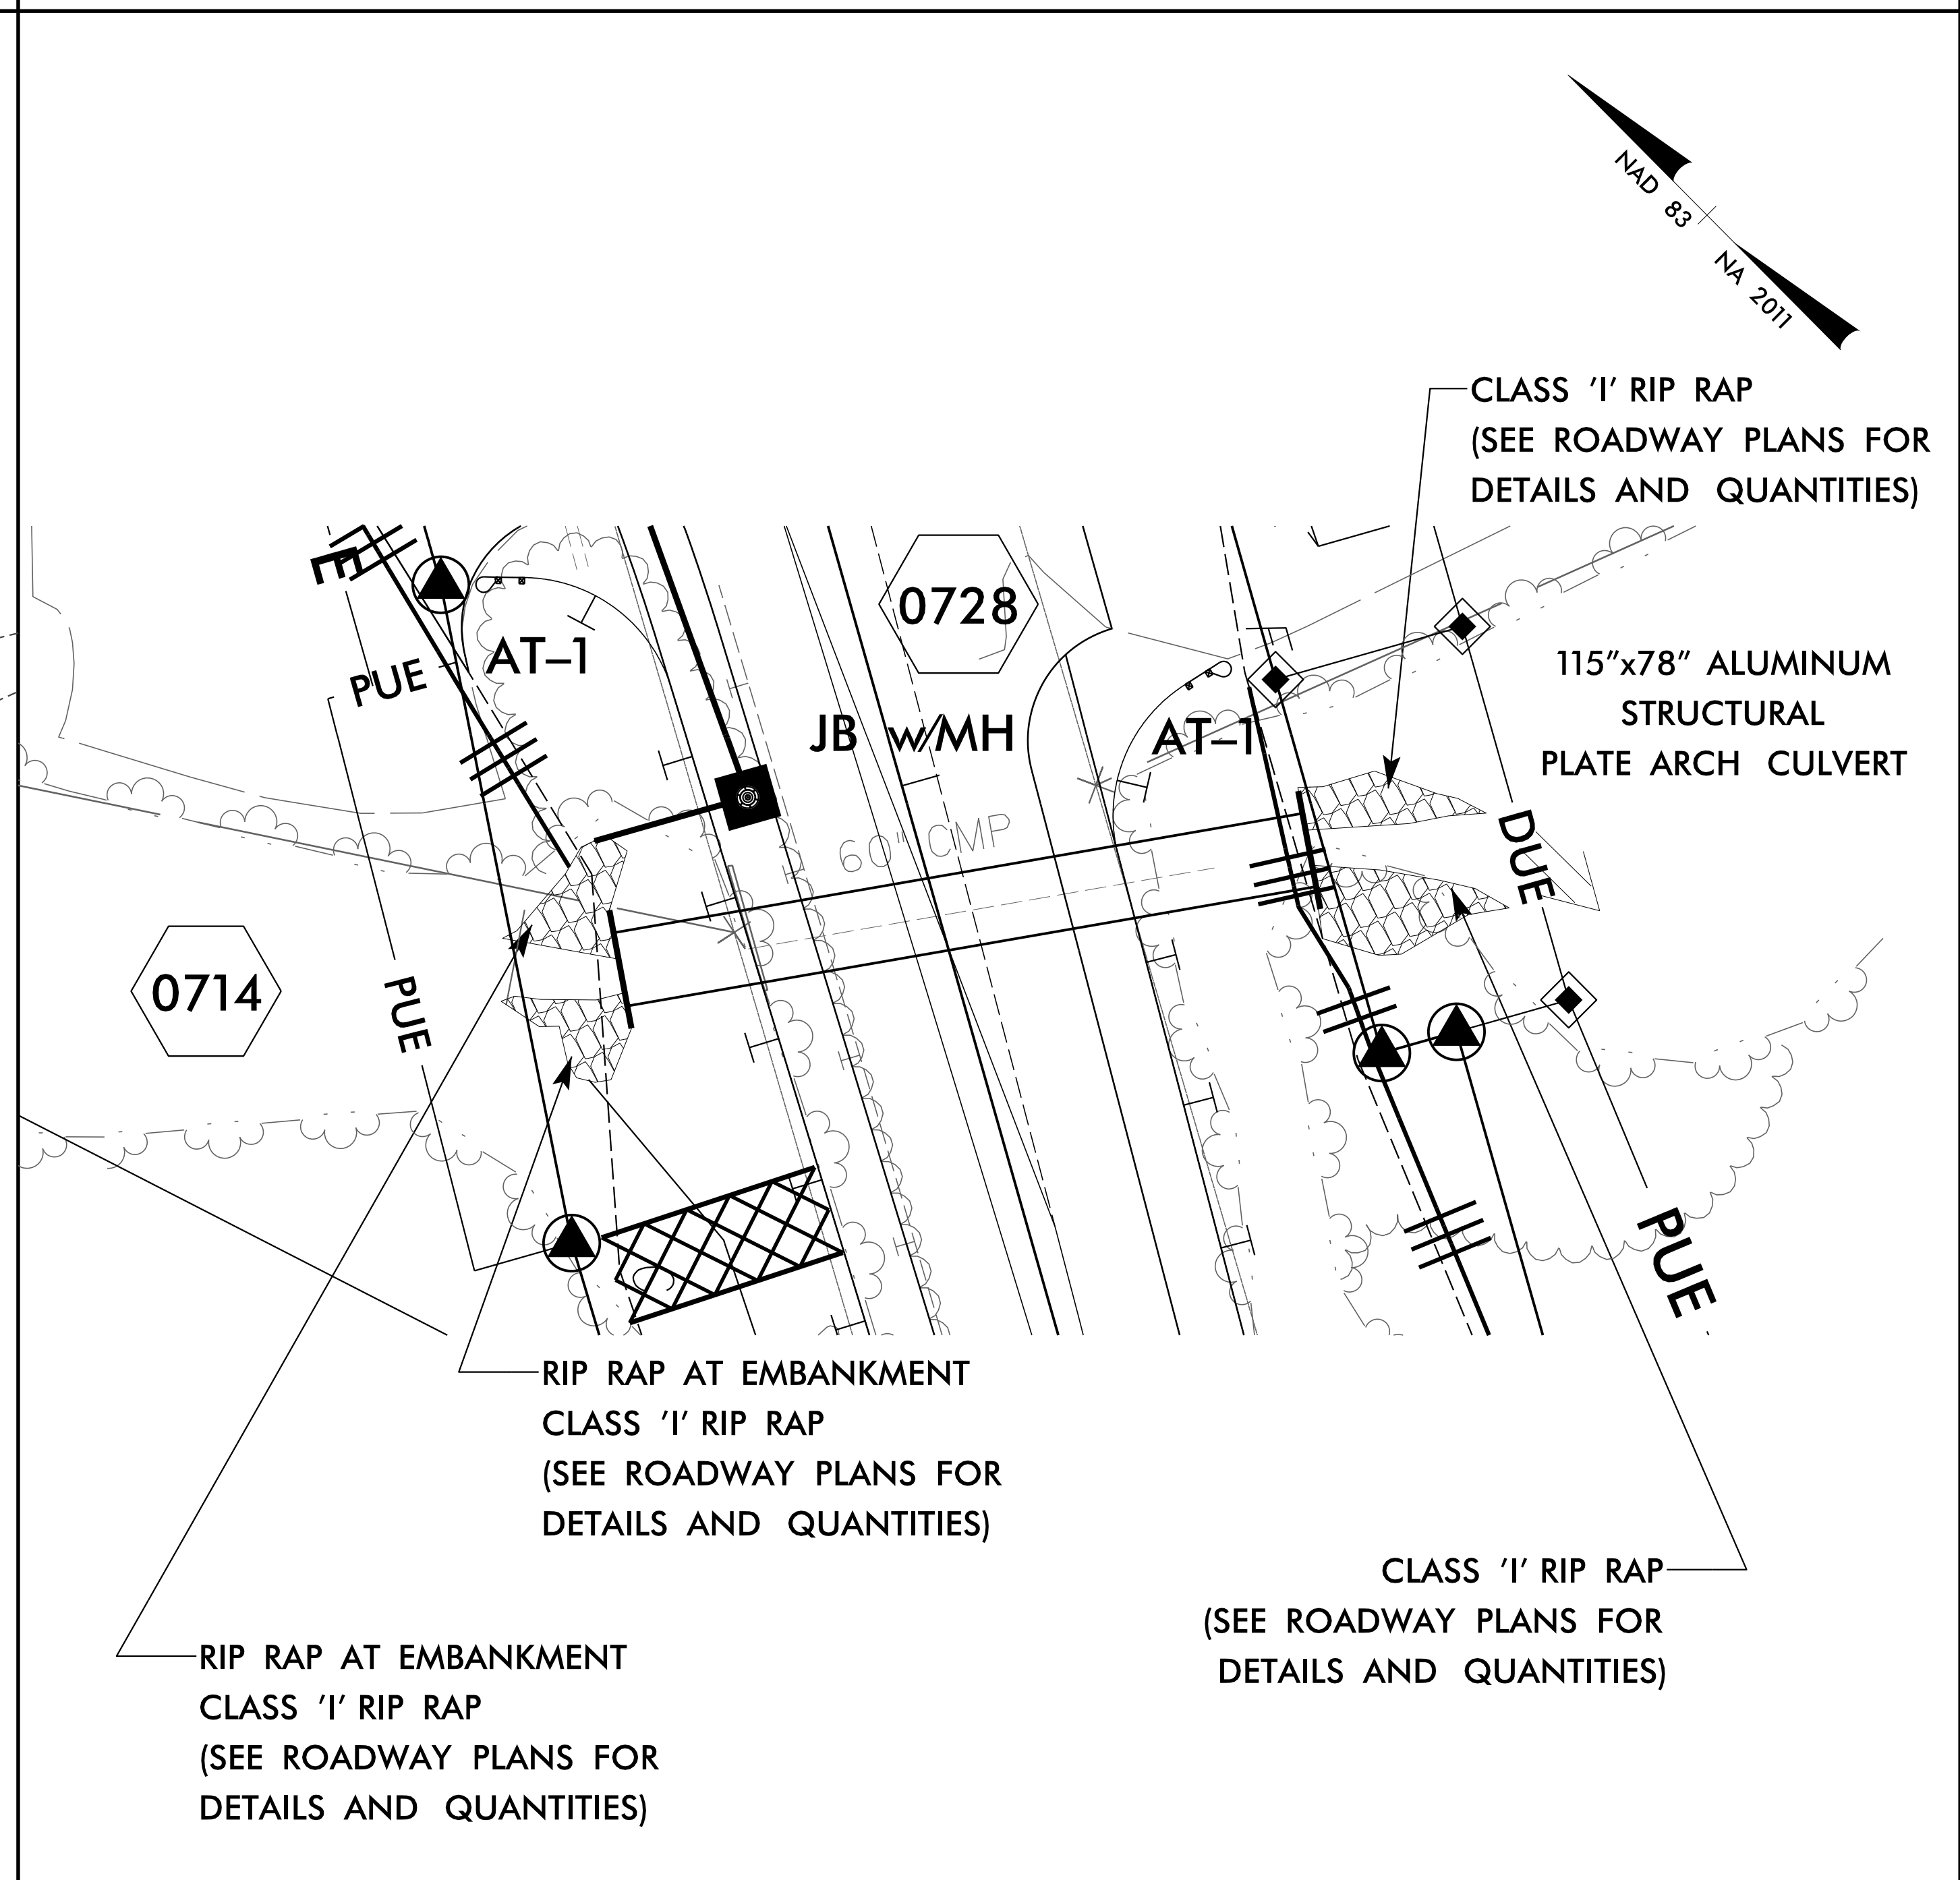 NAD 83
NA 2011
CLASS 'I' RIP RAP
(SEE ROADWAY PLANS FOR
DETAILS AND QUANTITIES)
E
0728
PUE
AT–1
JB w/MH
AT–1
115"x78" ALUMINUM
STRUCTURAL
PLATE ARCH CULVERT
60" CMP
DUE
0714
PUE
PUE
RIP RAP AT EMBANKMENT
CLASS 'I' RIP RAP
(SEE ROADWAY PLANS FOR
DETAILS AND QUANTITIES)
CLASS 'I' RIP RAP
(SEE ROADWAY PLANS FOR
DETAILS AND QUANTITIES)
RIP RAP AT EMBANKMENT
CLASS 'I' RIP RAP
(SEE ROADWAY PLANS FOR
DETAILS AND QUANTITIES)